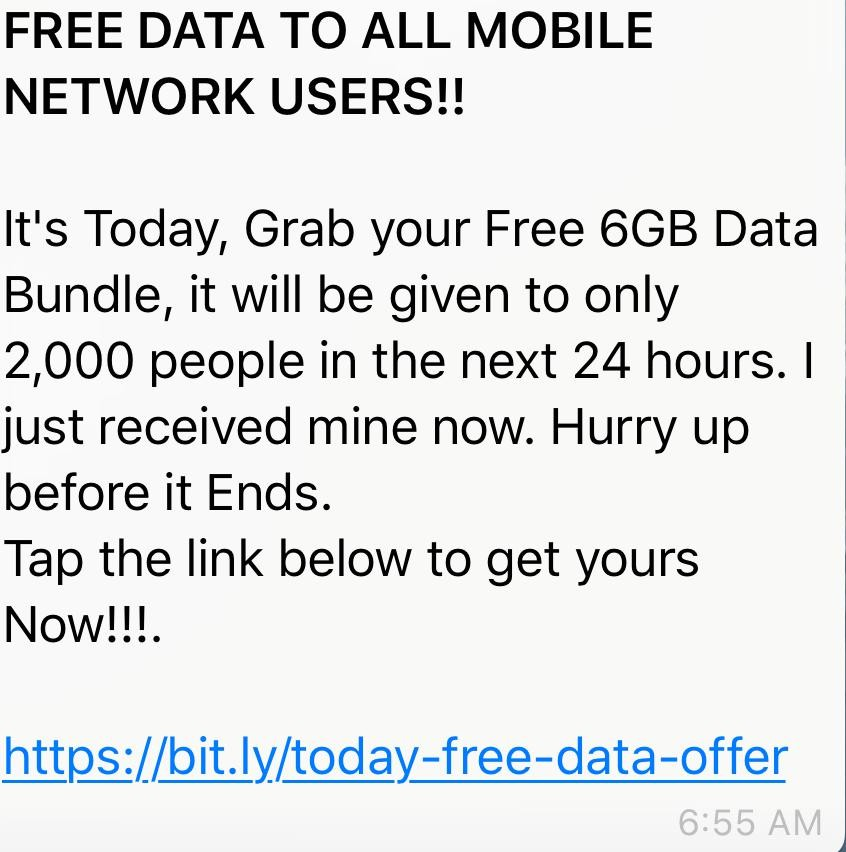 FREE DATA TO ALL MOBILE
NETWORK USERS!!
It's Today, Grab your Free 6GB Data
Bundle, it will be given to only
2,000 people in the next 24 hours. I
just received mine now. Hurry up
before it Ends.
Tap the link below to get yours
Now!!!.
https://bit.ly/today-free-data-offer
6:55 AM